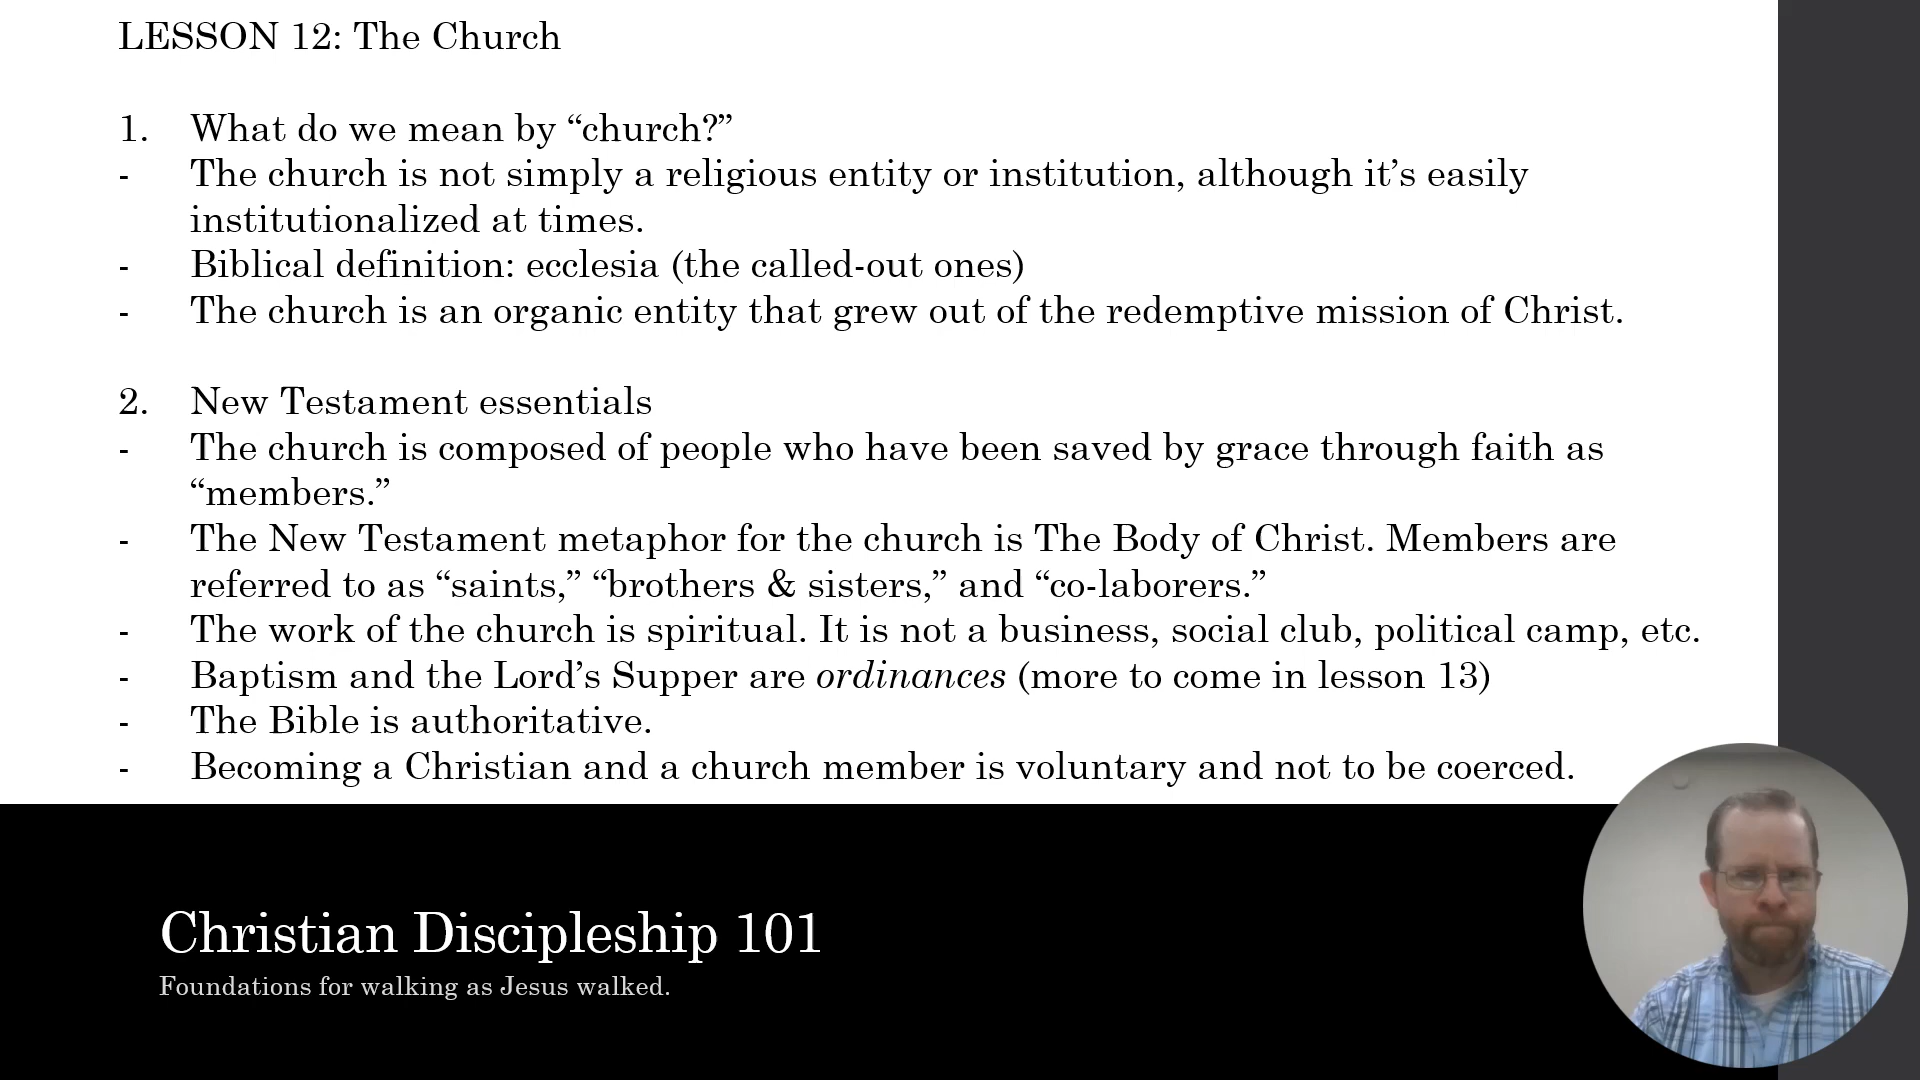 LESSON 12: The Church
1. What do we mean by “church?”
- The church is not simply a religious entity or institution, although it’s easily
institutionalized at times.
- Biblical definition: ecclesia (the called-out ones)
- The church is an organic entity that grew out of the redemptive mission of Christ.
2. New Testament essentials
- The church is composed of people who have been saved by grace through faith as
“members.”
- The New Testament metaphor for the church is The Body of Christ. Members are
referred to as “saints,” “brothers & sisters,” and “co-laborers.”
- The work of the church is spiritual. It is not a business, social club, political camp, etc.
- Baptism and the Lord’s Supper are ordinances (more to come in lesson 13)
- The Bible is authoritative.
- Becoming a Christian and a church member is voluntary and not to be coerced.
Christian Discipleship 101
Foundations for walking as Jesus walked.